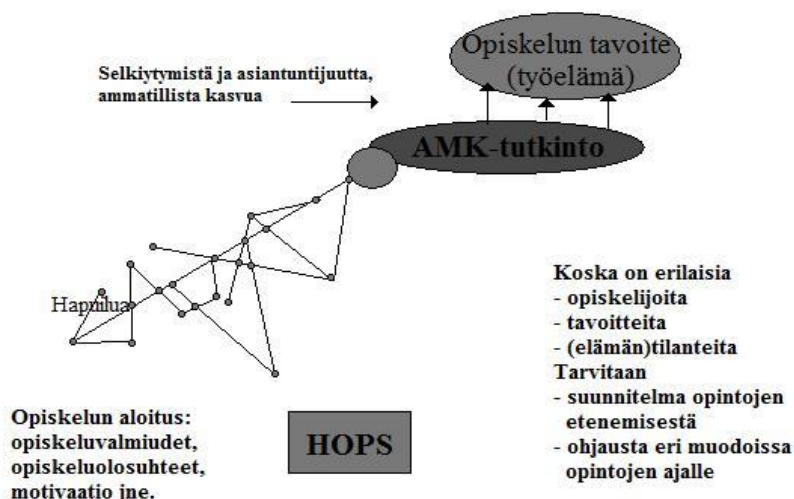 Opiskelun tavoite
(työelämä)
Selkiytymistä ja asiantuntijuutta,
ammatillista kasvua
AMK-tutkinto
Hapuilua
Koska on erilaisia
- opiskelijoita
- tavoitteita
- (elämän)tilanteita
Tarvitaan
- suunnitelma opintojen
etenemisestä
- ohjausta eri muodoissa
opintojen ajalle
Opiskelun aloitus:
opiskeluvalmiudet,
opiskeluolosuhteet,
motivaatio jne.
HOPS